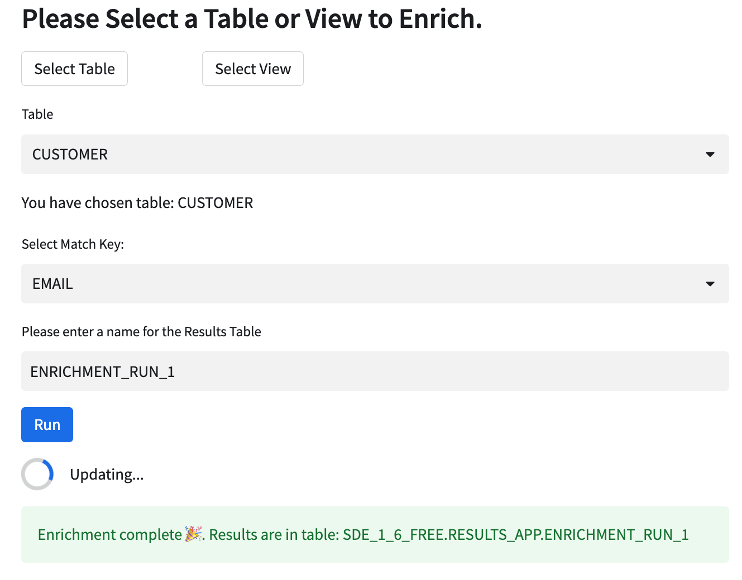 Please Select a Table or View to Enrich.
Select Table Select View
Table
CUSTOMER
You have chosen table: CUSTOMER
Select Match Key:
EMAIL
Please enter a name for the Results Table
ENRICHMENT_RUN_1
Run
Updating...
Enrichment complete🎉. Results are in table: SDE_1_6_FREE.RESULTS_APP.ENRICHMENT_RUN_1